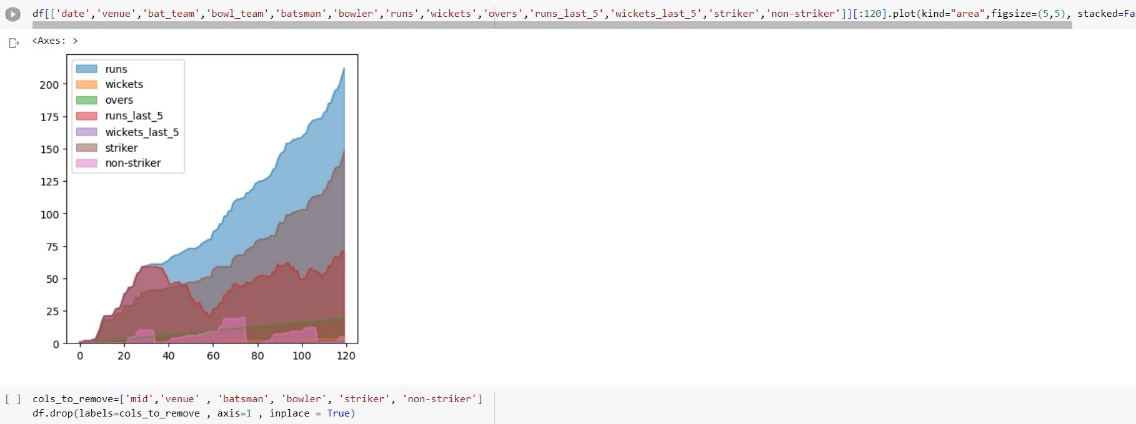 df[['date','venue','bat_team','bowl_team','batsman','bowler','runs','wickets','overs','runs_last_5','wickets_last_5','striker','non-striker']][:120].plot(kind="area",figsize=(5,5), stacked=Fa
<Axes: >
runs
wickets
overs
runs_last_5
wickets_last_5
striker
non-striker
200
175
150
125
100
75
50
25
0
0 20 40 60 80 100 120
[ ] cols_to_remove=['mid','venue' , 'batsman', 'bowler', 'striker', 'non-striker']
df.drop(labels=cols_to_remove , axis=1 , inplace = True)